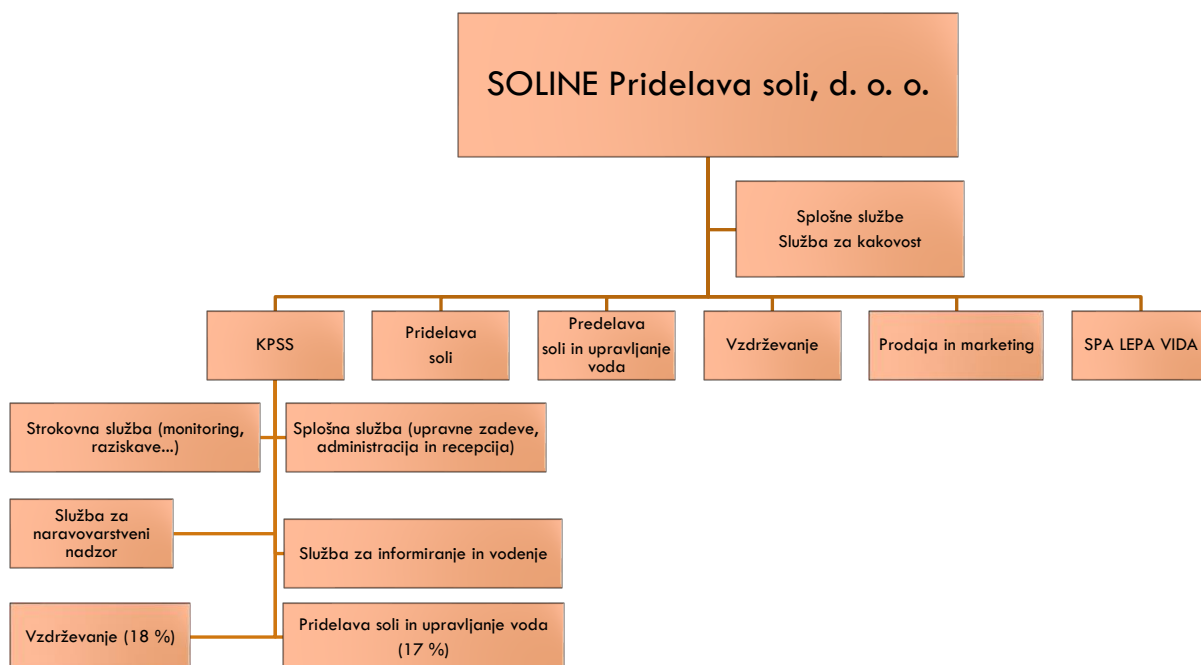 SOLINE Pridelava soli, d. o. o.
Splošne službe
Služba za kakovost
KPSS
Pridelava
soli
Predelava
soli in upravljanje
voda
Vzdrževanje
Prodaja in marketing
SPA LEPA VIDA
Strokovna služba (monitoring,
raziskave...)
Splošna služba (upravne zadeve,
administracija in recepcija)
Služba za
naravovarstveni
nadzor
Služba za informiranje in vodenje
Vzdrževanje (18 %)
Pridelava soli in upravljanje voda
(17 %)